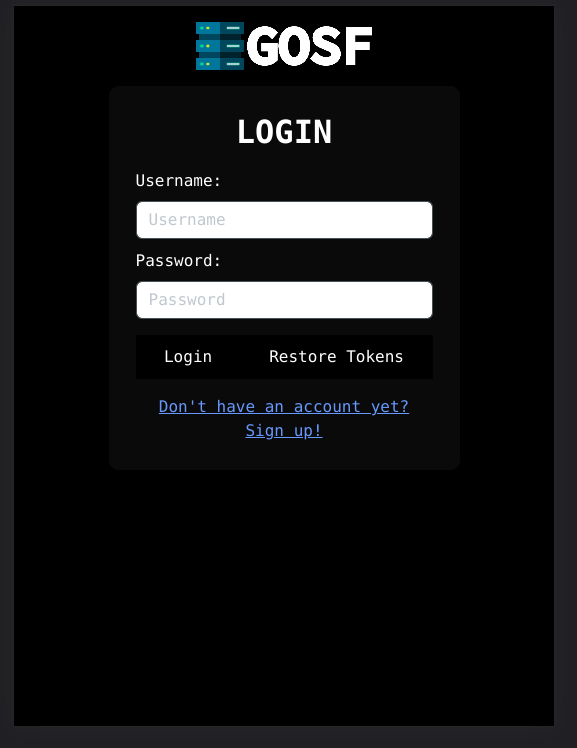 GOSF
LOGIN
Username:
Username
Password:
Password
Login Restore Tokens
Don't have an account yet?
Sign up!